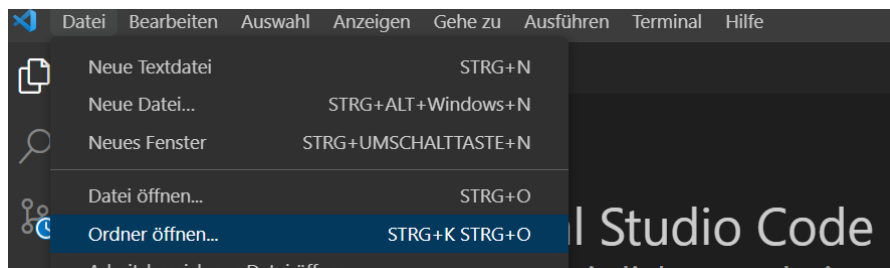 Datei Bearbeiten Auswahl Anzeigen Gehe zu Ausführen Terminal Hilfe
Neue Textdatei STRG+N
Neue Datei... STRG+ALT+Windows+N
Neues Fenster STRG+UMSCHALTTASTE+N
Datei öffnen... STRG+O
Ordner öffnen... STRG+K STRG+O
Studio Code